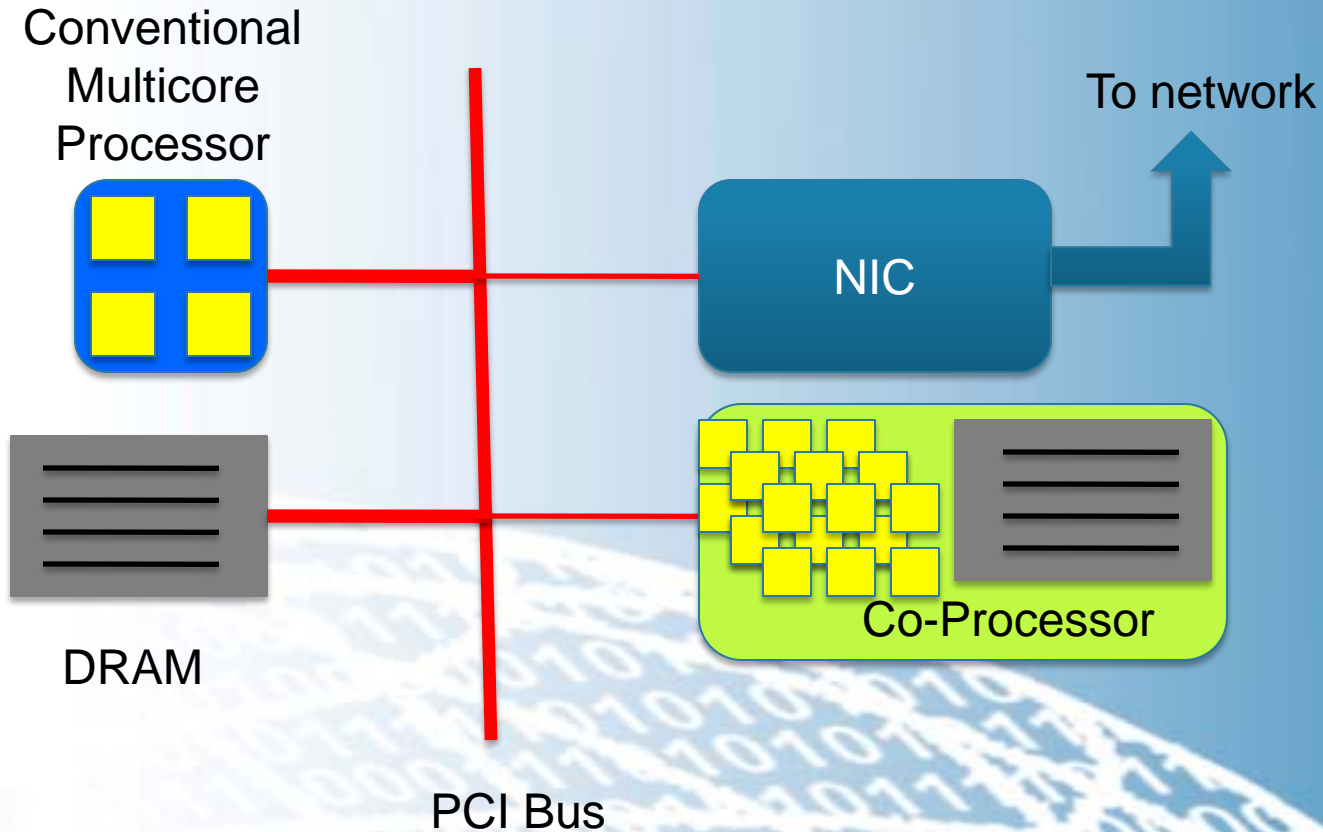 Conventional
Multicore
Processor
To network
NIC
Co-Processor
DRAM
PCI Bus